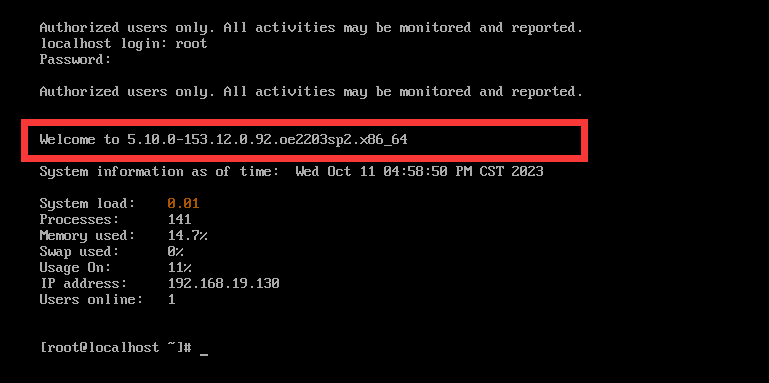 Authorized users only. All activities may be monitored and reported.
localhost login: root
Password:
Authorized users only. All activities may be monitored and reported.
Welcome to 5.10.0-153.12.0.92.oe2203sp2.x86_64
System information as of time:  Wed Oct 11 04:58:50 PM CST 2023
System load:    0.01
Processes:      141
Memory used:    14.7%
Swap used:      0%
Usage On:       11%
IP address:     192.168.19.130
Users online:   1
[root@localhost ~]# _